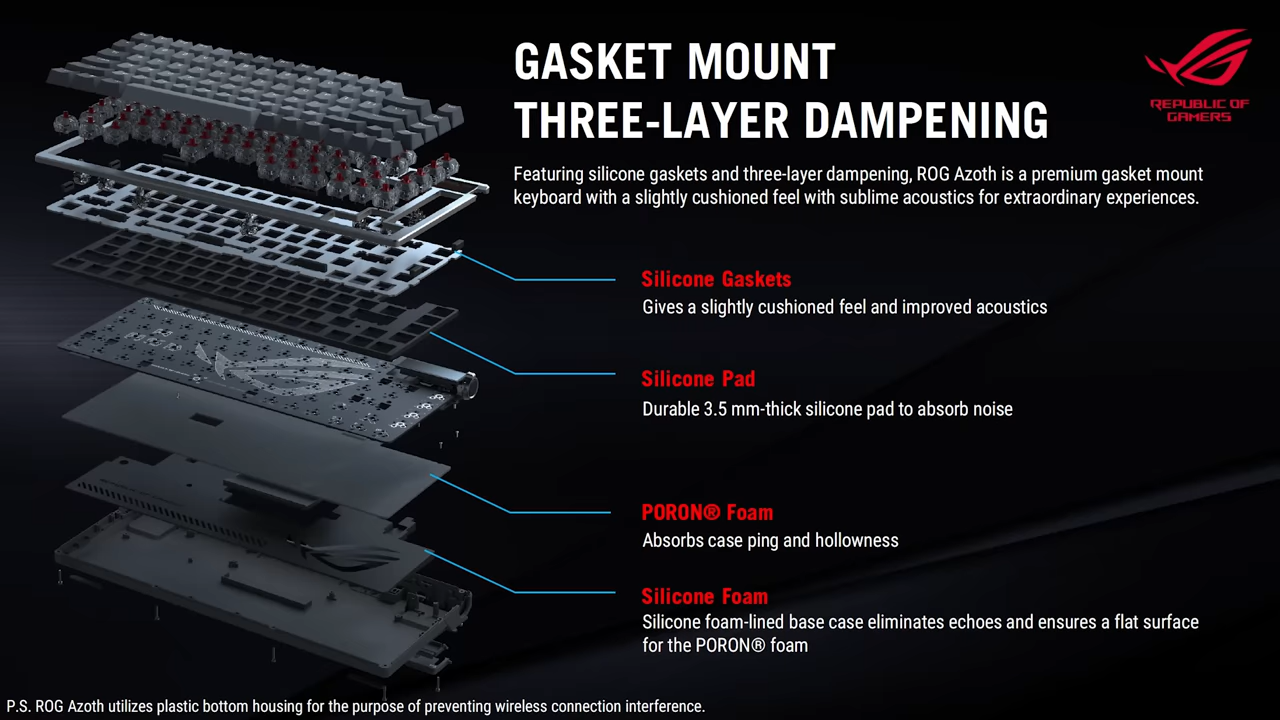 GASKET MOUNT
THREE-LAYER DAMPENING
REPUBLIC OF
GAMERS
Featuring silicone gaskets and three-layer dampening, ROG Azoth is a premium gasket mount
keyboard with a slightly cushioned feel with sublime acoustics for extraordinary experiences.
Silicone Gaskets
Gives a slightly cushioned feel and improved acoustics
Silicone Pad
Durable 3.5 mm-thick silicone pad to absorb noise
PORON® Foam
Absorbs case ping and hollowness
Silicone Foam
Silicone foam-lined base case eliminates echoes and ensures a flat surface
for the PORON® foam
P.S. ROG Azoth utilizes plastic bottom housing for the purpose of preventing wireless connection interference.